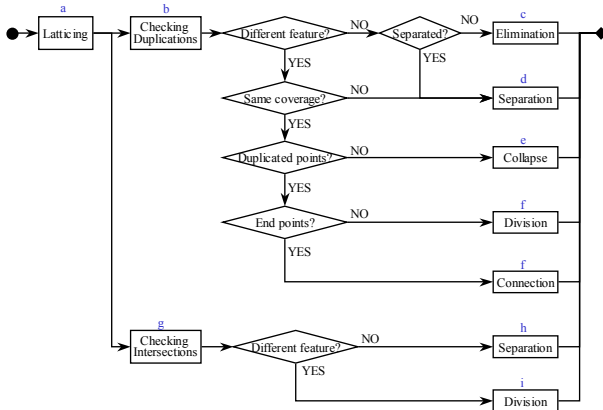 a
b
c
Latticing
Checking
Duplications
Different feature?
NO
Separated?
NO
Elimination
YES
YES
d
Same coverage?
NO
Separation
YES
e
Duplicated points?
NO
Collapse
YES
f
End points?
NO
Division
YES
f
Connection
g
h
Checking
Intersections
Different feature?
NO
Separation
YES
i
Division